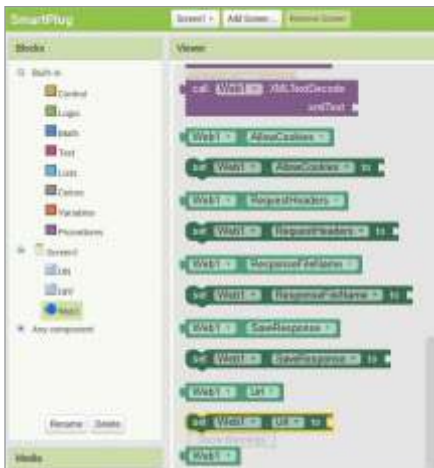 SmartPlug
Screen1 Add Screen... Remove Screen
Blocks
Viewer
Built-in
Control
Logic
Math
Text
Lists
Colors
Variables
Procedures
Screen1
Web1
Any component
Rename Delete
Media
call Web1 .XMLTextDecode
xmlText
Web1 . AllowCookies
set Web1 . AllowCookies to
Web1 . RequestHeaders
set Web1 . RequestHeaders to
Web1 . ResponseFileName
set Web1 . ResponseFileName to
Web1 . SaveResponse
set Web1 . SaveResponse to
Web1 . Url
set Web1 . Url to
Show Warnings
Web1